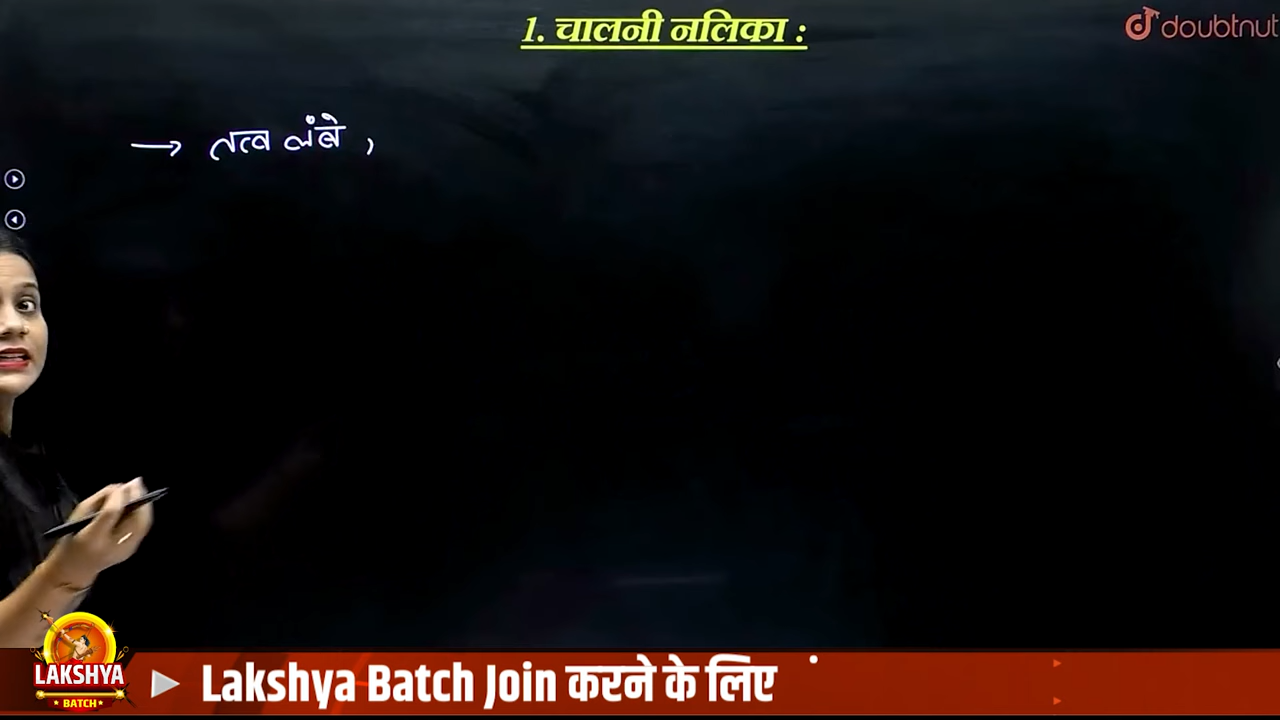 1. चालनी नलिका :
doubtnut
→ तत्व लंबे ,
LAKSHYA
BATCH
Lakshya Batch Join करने के लिए